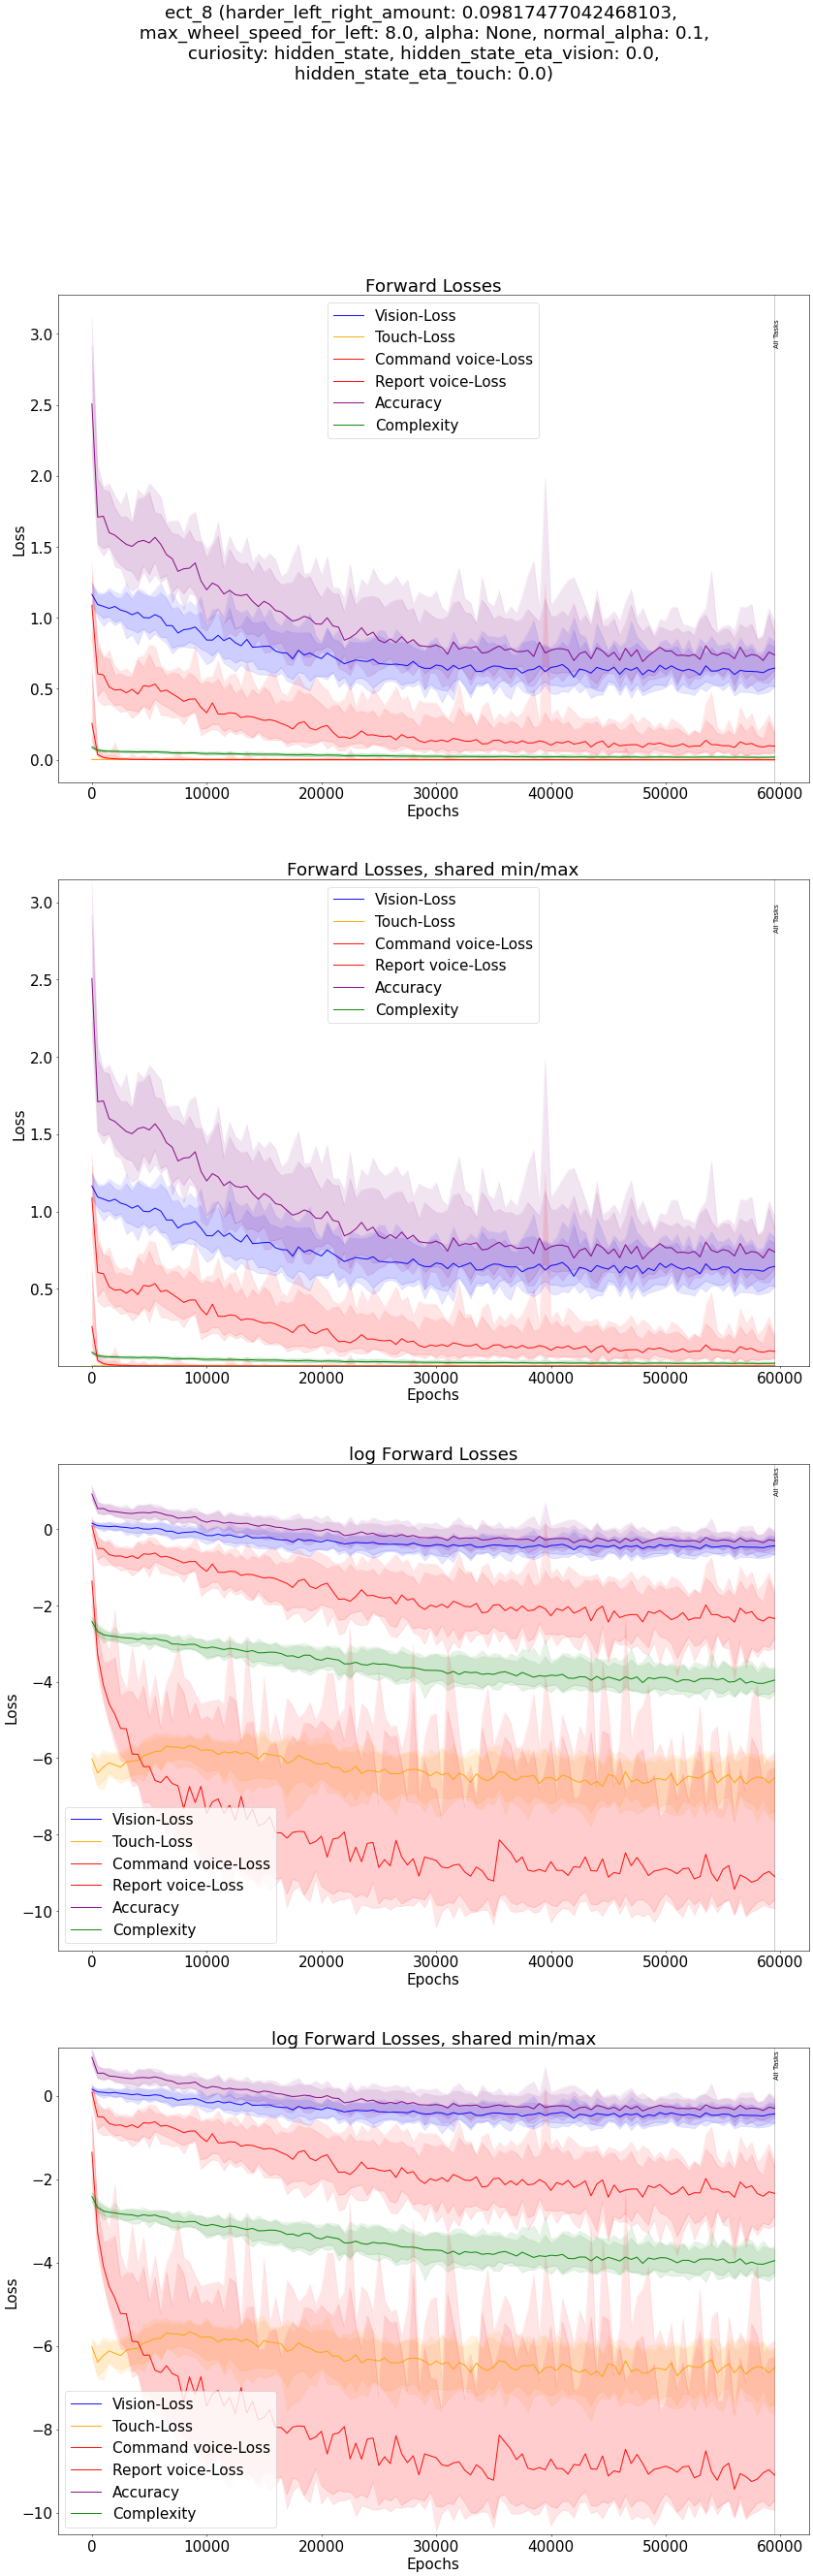 ect_8 (harder_left_right_amount: 0.09817477042468103,
max_wheel_speed_for_left: 8.0, alpha: None, normal_alpha: 0.1,
curiosity: hidden_state, hidden_state_eta_vision: 0.0,
hidden_state_eta_touch: 0.0)
Forward Losses
Vision-Loss
Touch-Loss
Command voice-Loss
Report voice-Loss
Accuracy
Complexity
All Tasks
3.0
2.5
2.0
1.5
1.0
0.5
0.0
Loss
0 10000 20000 30000 40000 50000 60000
Epochs
Forward Losses, shared min/max
Vision-Loss
Touch-Loss
Command voice-Loss
Report voice-Loss
Accuracy
Complexity
All Tasks
3.0
2.5
2.0
1.5
1.0
0.5
Loss
0 10000 20000 30000 40000 50000 60000
Epochs
log Forward Losses
All Tasks
0
−2
−4
−6
−8
−10
Loss
Vision-Loss
Touch-Loss
Command voice-Loss
Report voice-Loss
Accuracy
Complexity
0 10000 20000 30000 40000 50000 60000
Epochs
log Forward Losses, shared min/max
All Tasks
0
−2
−4
−6
−8
−10
Loss
Vision-Loss
Touch-Loss
Command voice-Loss
Report voice-Loss
Accuracy
Complexity
0 10000 20000 30000 40000 50000 60000
Epochs